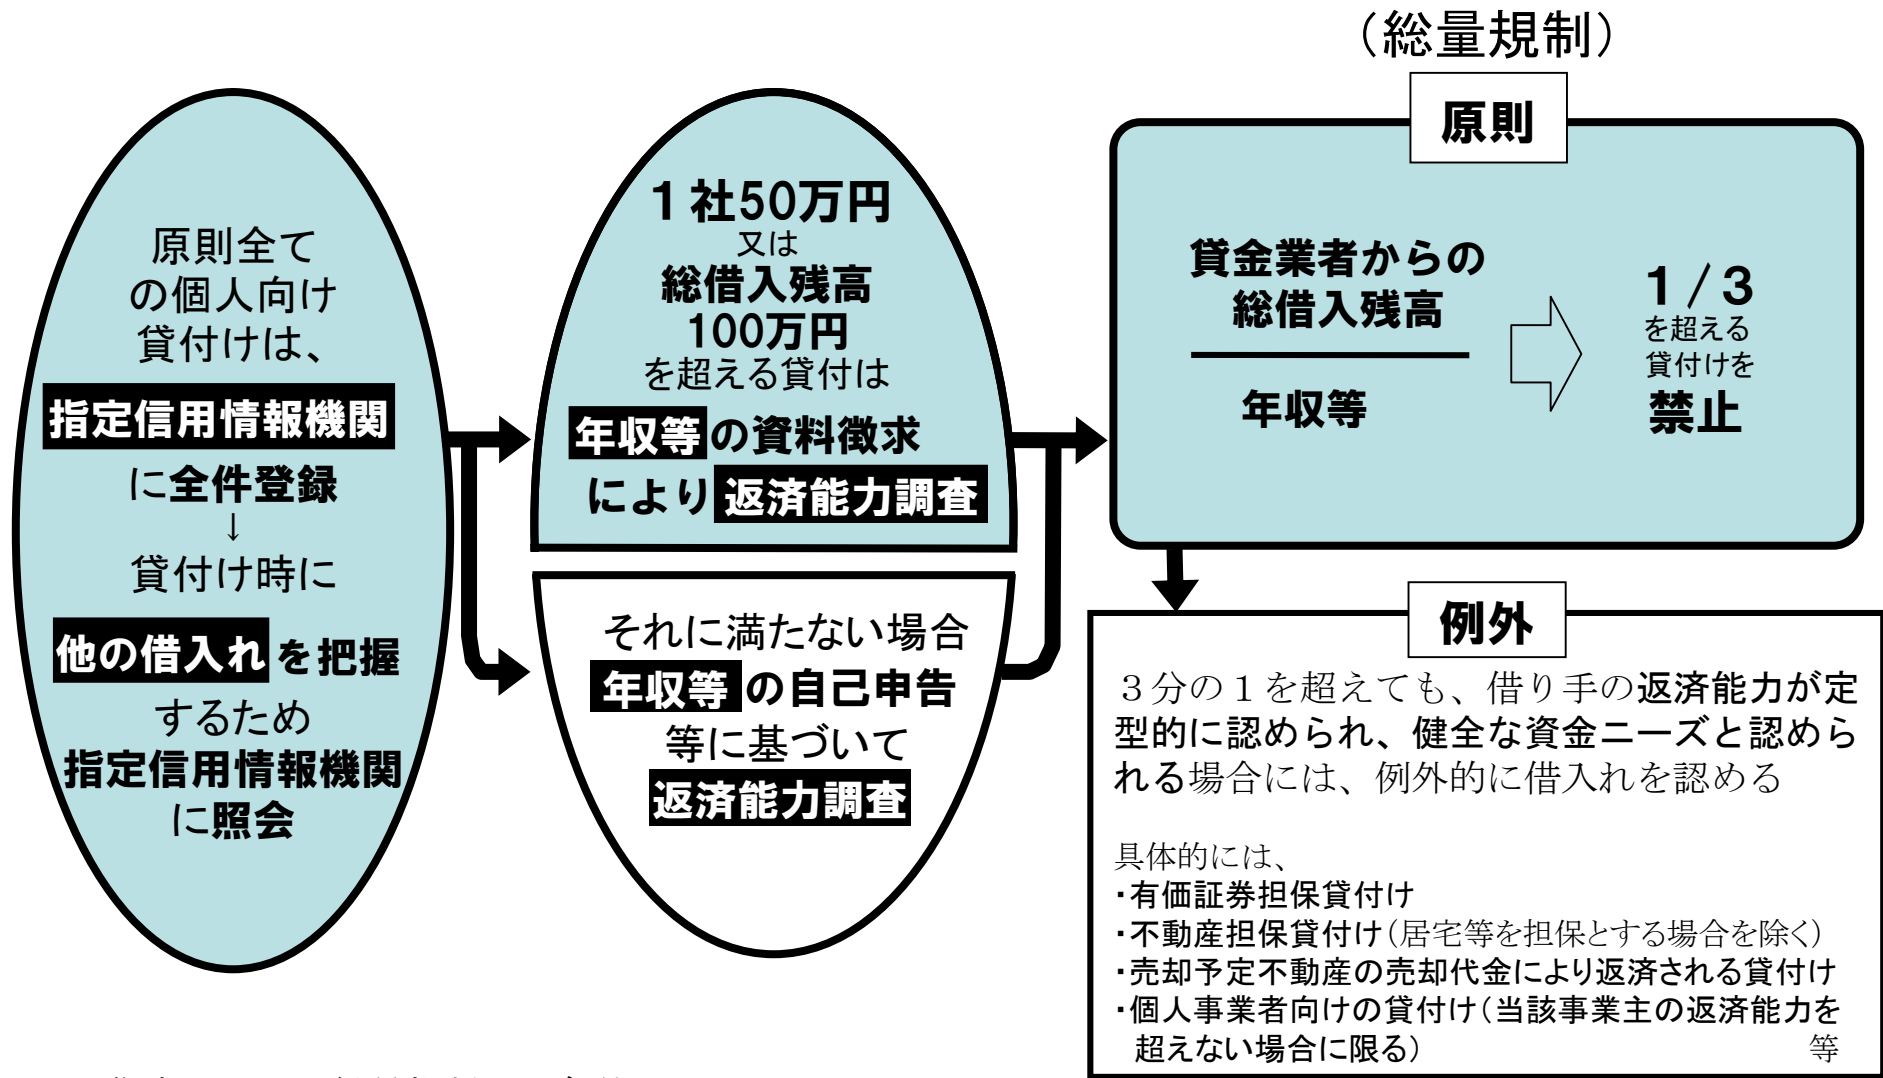 （総量規制）
原則全て
の個人向け
貸付けは、
指定信用情報機関
に全件登録
↓
貸付け時に
他の借入れを把握
するため
指定信用情報機関
に照会
１社50万円
又は
総借入残高
100万円
を超える貸付は
年収等の資料徴求
により返済能力調査
それに満たない場合
年収等の自己申告
等に基づいて
返済能力調査
原則
貸金業者からの
総借入残高
年収等
１／３
を超える
貸付けを
禁止
例外
３分の１を超えても、借り手の返済能力が定
型的に認められ、健全な資金ニーズと認めら
れる場合には、例外的に借入れを認める
具体的には、
・有価証券担保貸付け
・不動産担保貸付け（居宅等を担保とする場合を除く）
・売却予定不動産の売却代金により返済される貸付け
・個人事業者向けの貸付け（当該事業主の返済能力を
超えない場合に限る） 等